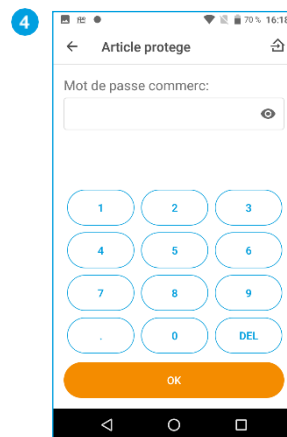 4
70 % 16:18
Article protege
Mot de passe commerc:
1 2 3
4 5 6
7 8 9
. 0 DEL
OK